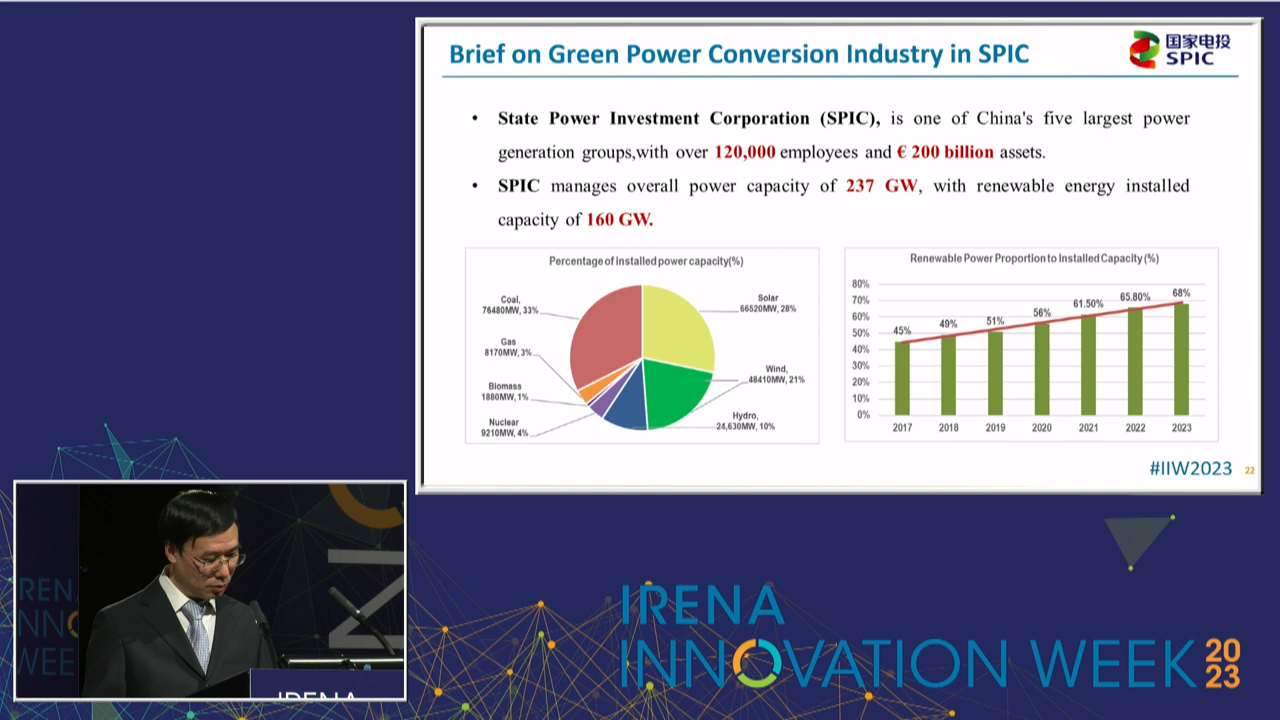 Brief on Green Power Conversion Industry in SPIC
国家电投
SPIC
• State Power Investment Corporation (SPIC), is one of China's five largest power
generation groups,with over 120,000 employees and € 200 billion assets.
• SPIC manages overall power capacity of 237 GW, with renewable energy installed
capacity of 160 GW.
Percentage of installed power capacity(%)
Coal,
76480MW, 33%
Gas
8170MW, 3%
Biomass
1880MW, 1%
Nuclear
9210MW, 4%
Solar
66520MW, 28%
Wind,
48410MW, 21%
Hydro,
24,630MW, 10%
Renewable Power Proportion to Installed Capacity (%)
80%
70%
60%
50%
40%
30%
20%
10%
0%
45%
49%
51%
56%
61.50%
65.80%
68%
2017 2018 2019 2020 2021 2022 2023
#IIW2023 22
IRENA
INNOVATION WEEK 2023
IRENA